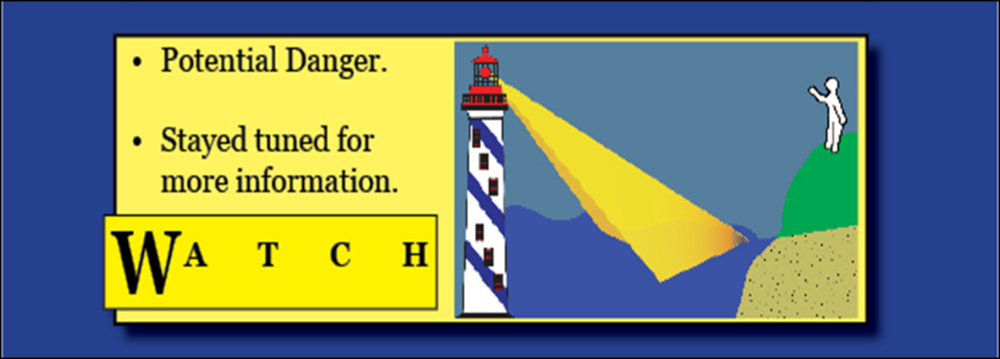 • Potential Danger.
• Stayed tuned for
more information.
WATCH